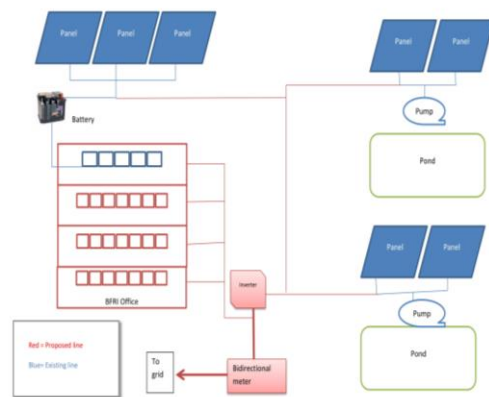 Panel
Panel
Panel
Panel
Panel
Battery
Pump
Pond
Panel
Panel
BFRI Office
Inverter
Pump
Pond
Red = Proposed line
Blue= Existing line
To
grid
Bidirectional
meter